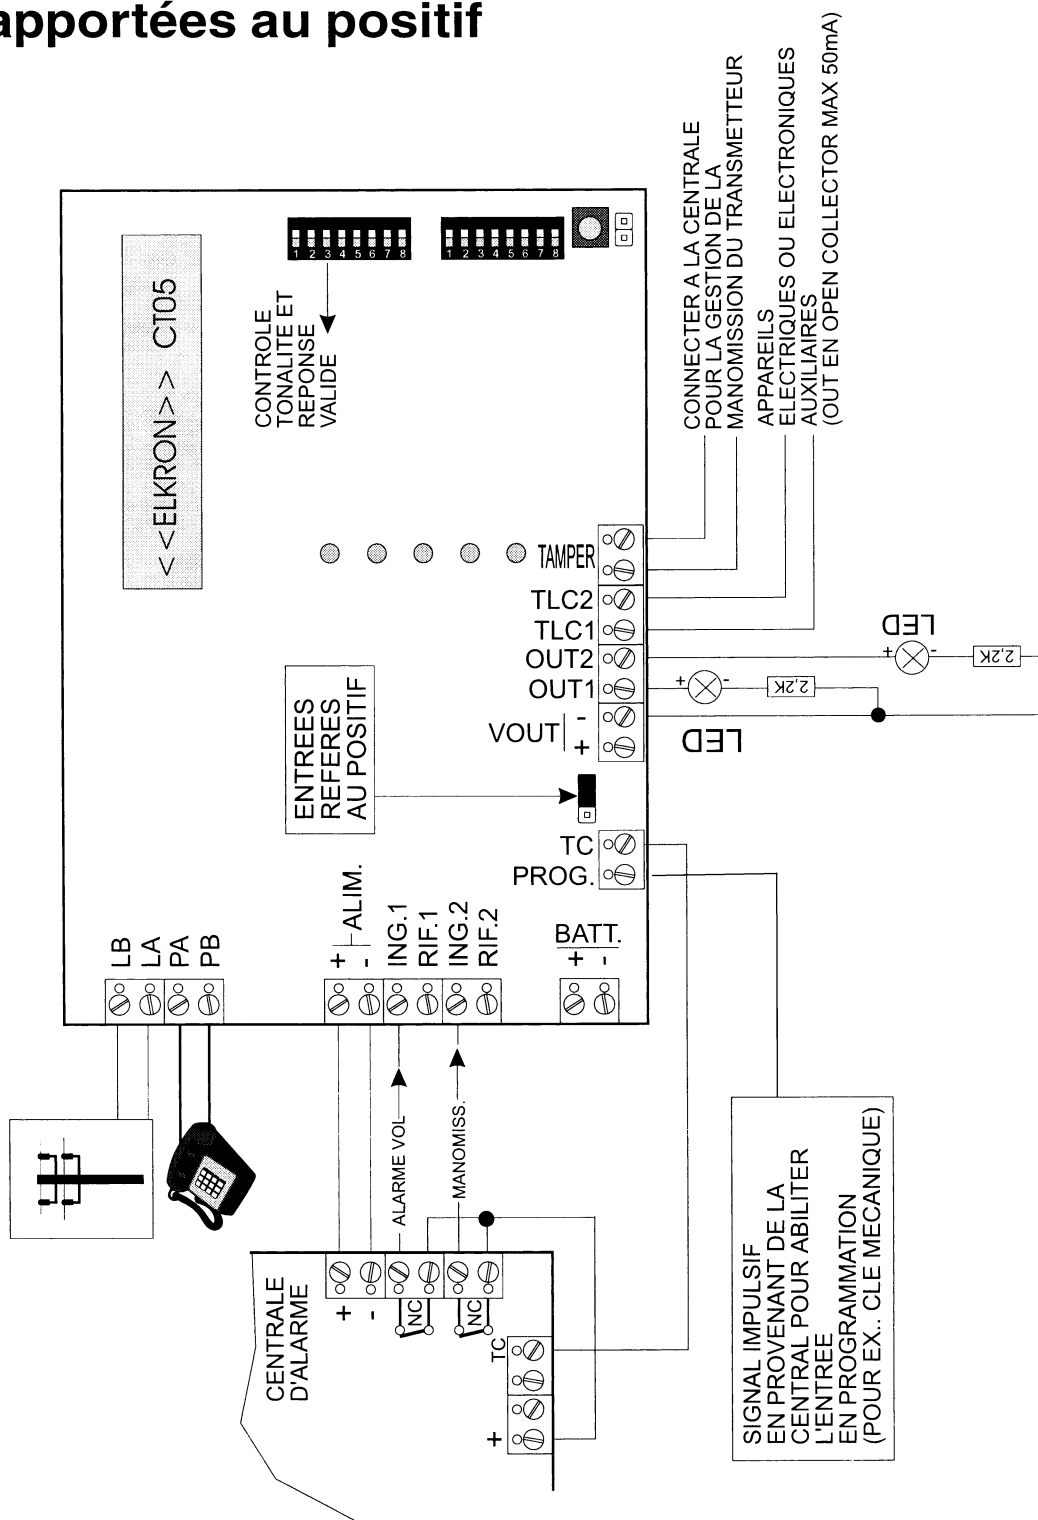 apportées au positif
<<ELKRON>> CT05
CONTROLE
TONALITE ET
REPONSE
VALIDE
1 2 3 4 5 6 7 8
1 2 3 4 5 6 7 8
CONNECTER A LA CENTRALE
POUR LA GESTION DE LA
MANOMISSION DU TRANSMETTEUR
APPAREILS
ELECTRIQUES OU ELECTRONIQUES
AUXILIAIRES
(OUT EN OPEN COLLECTOR MAX 50mA)
TAMPER
TLC2
TLC1
OUT2
OUT1
VOUT
-
+
LED
+
-
2,2K
LED
+
-
2,2K
ENTREES
REFERES
AU POSITIF
TC
PROG.
LB
LA
PA
PB
+
-
ALIM.
ING.1
RIF.1
ING.2
RIF.2
BATT.
+
-
ALARME VOL
MANOMISS.
CENTRALE
D'ALARME
+
-
NC
NC
TC
+
SIGNAL IMPULSIF
EN PROVENANT DE LA
CENTRAL POUR ABILITER
L'ENTREE
EN PROGRAMMATION
(POUR EX.. CLE MECANIQUE)